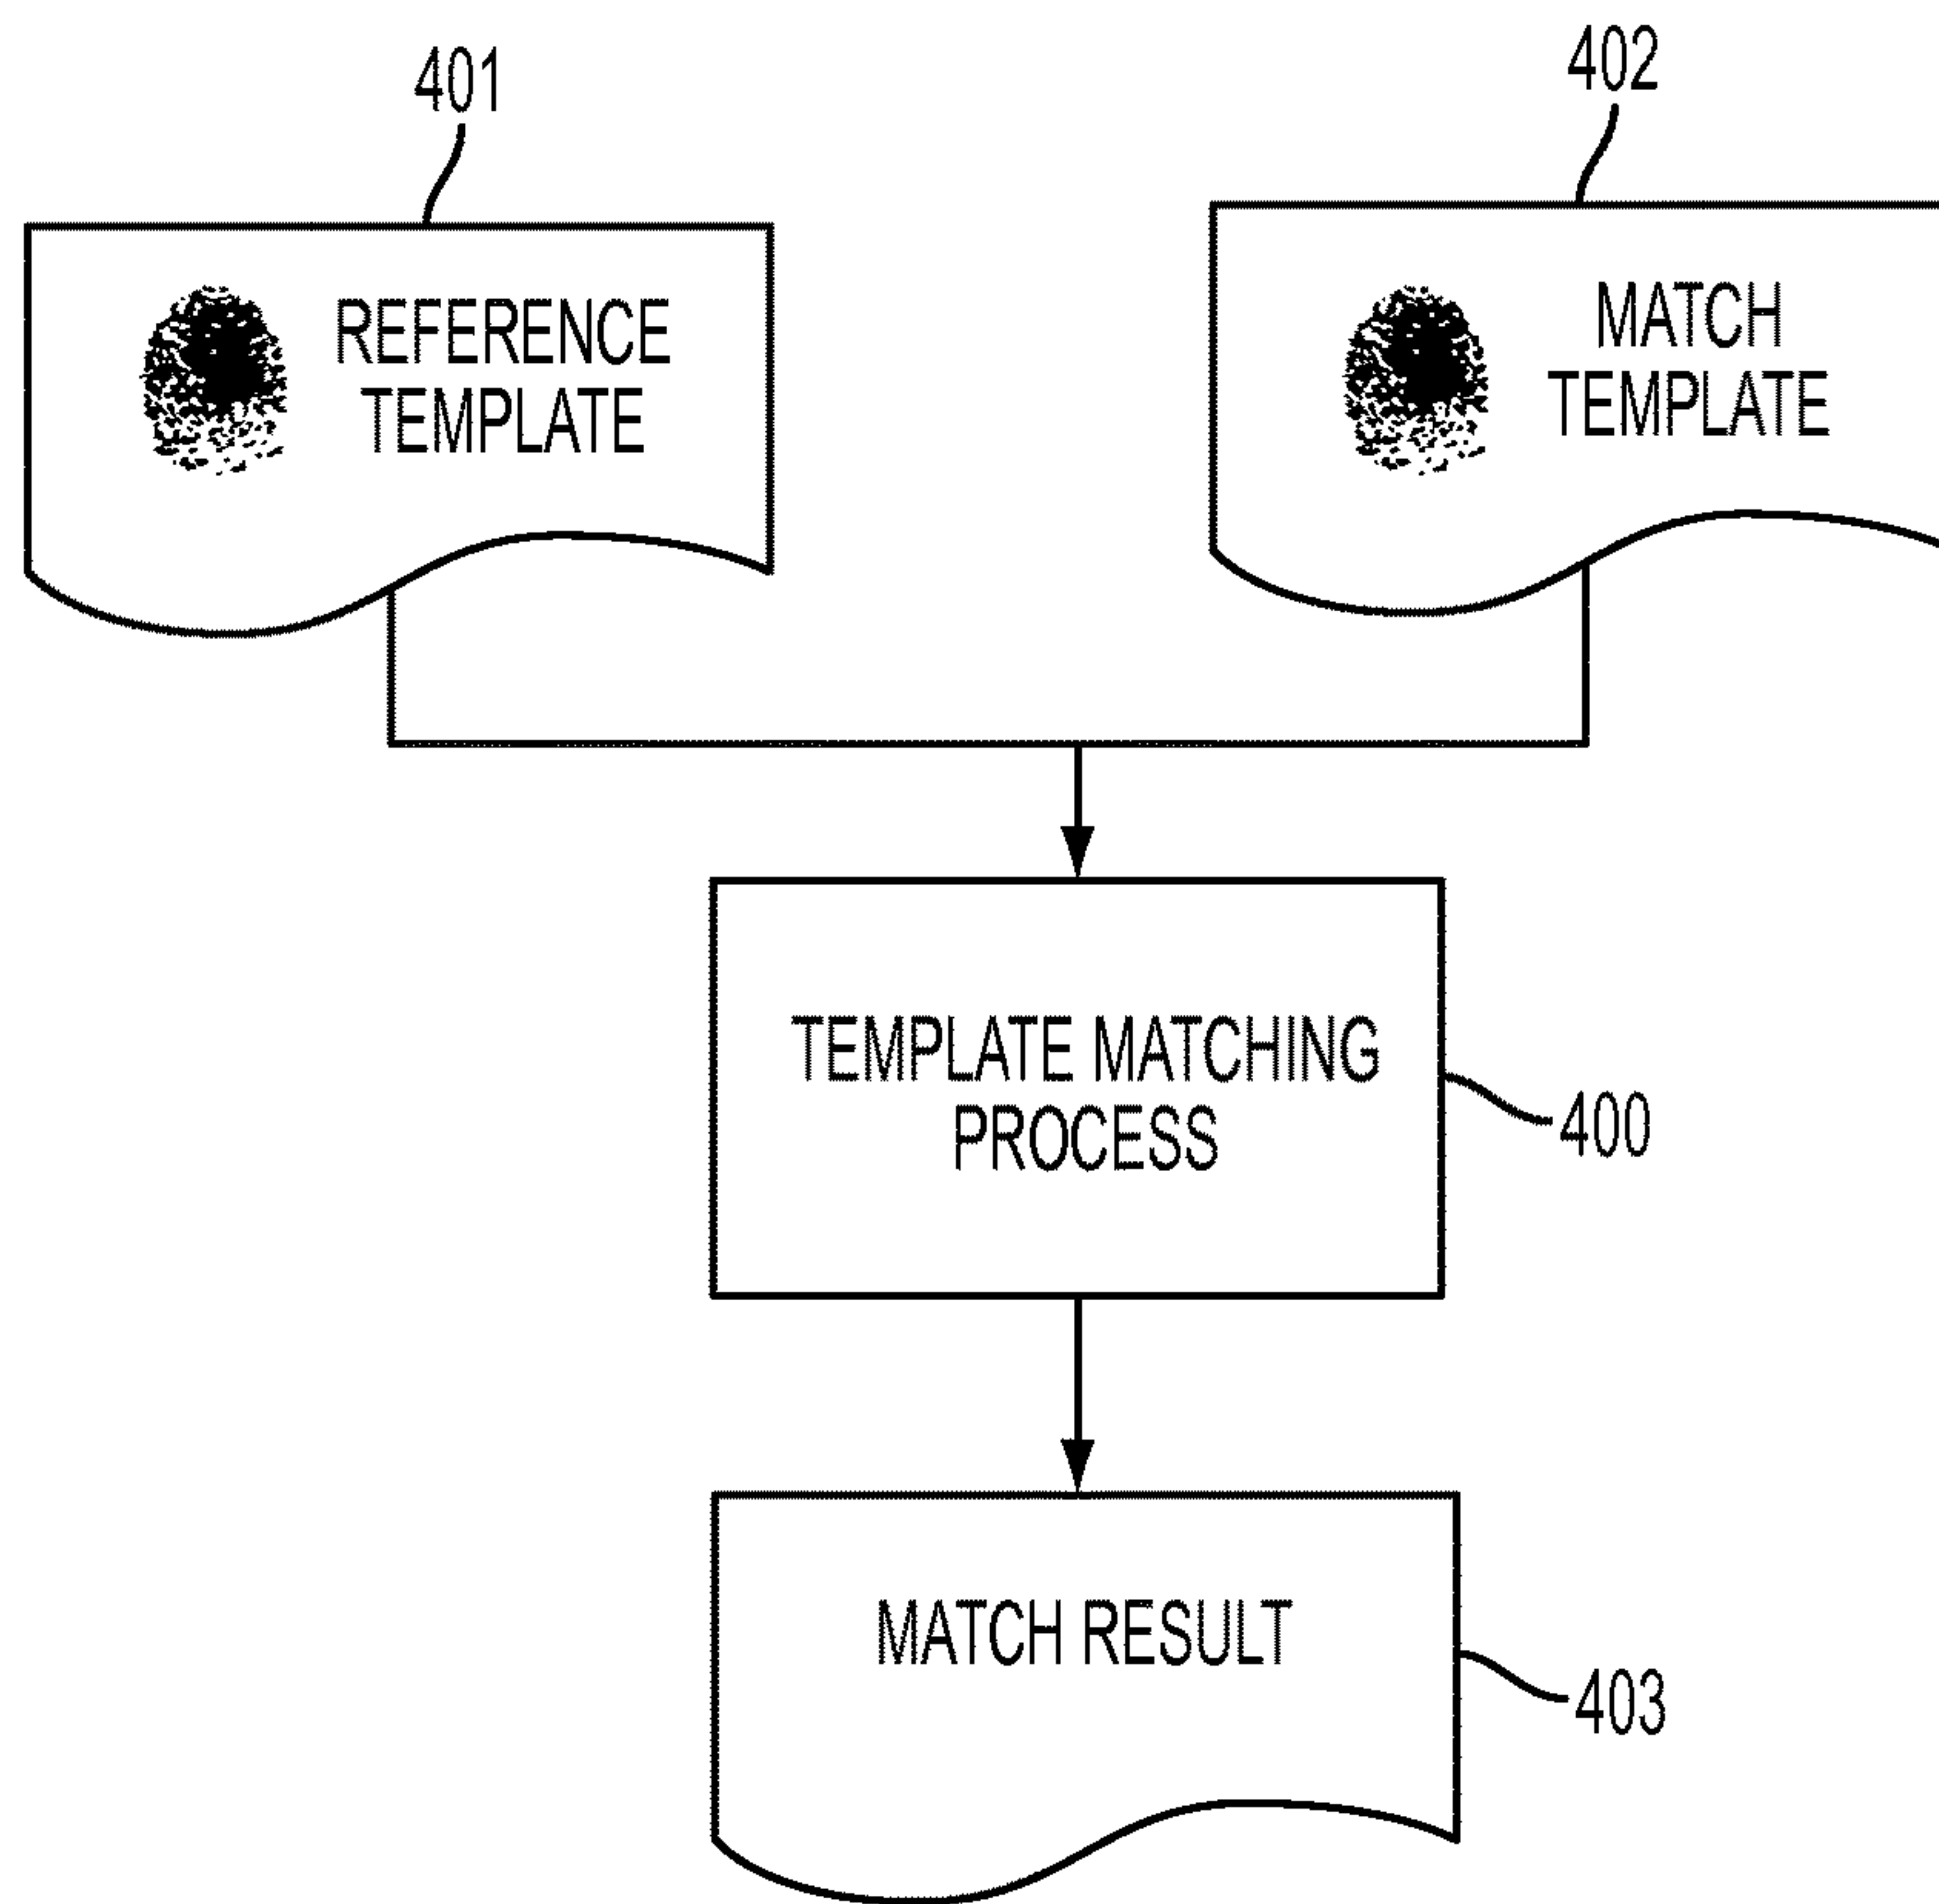 401
402
REFERENCE
TEMPLATE
MATCH
TEMPLATE
TEMPLATE MATCHING
PROCESS
400
MATCH RESULT
403